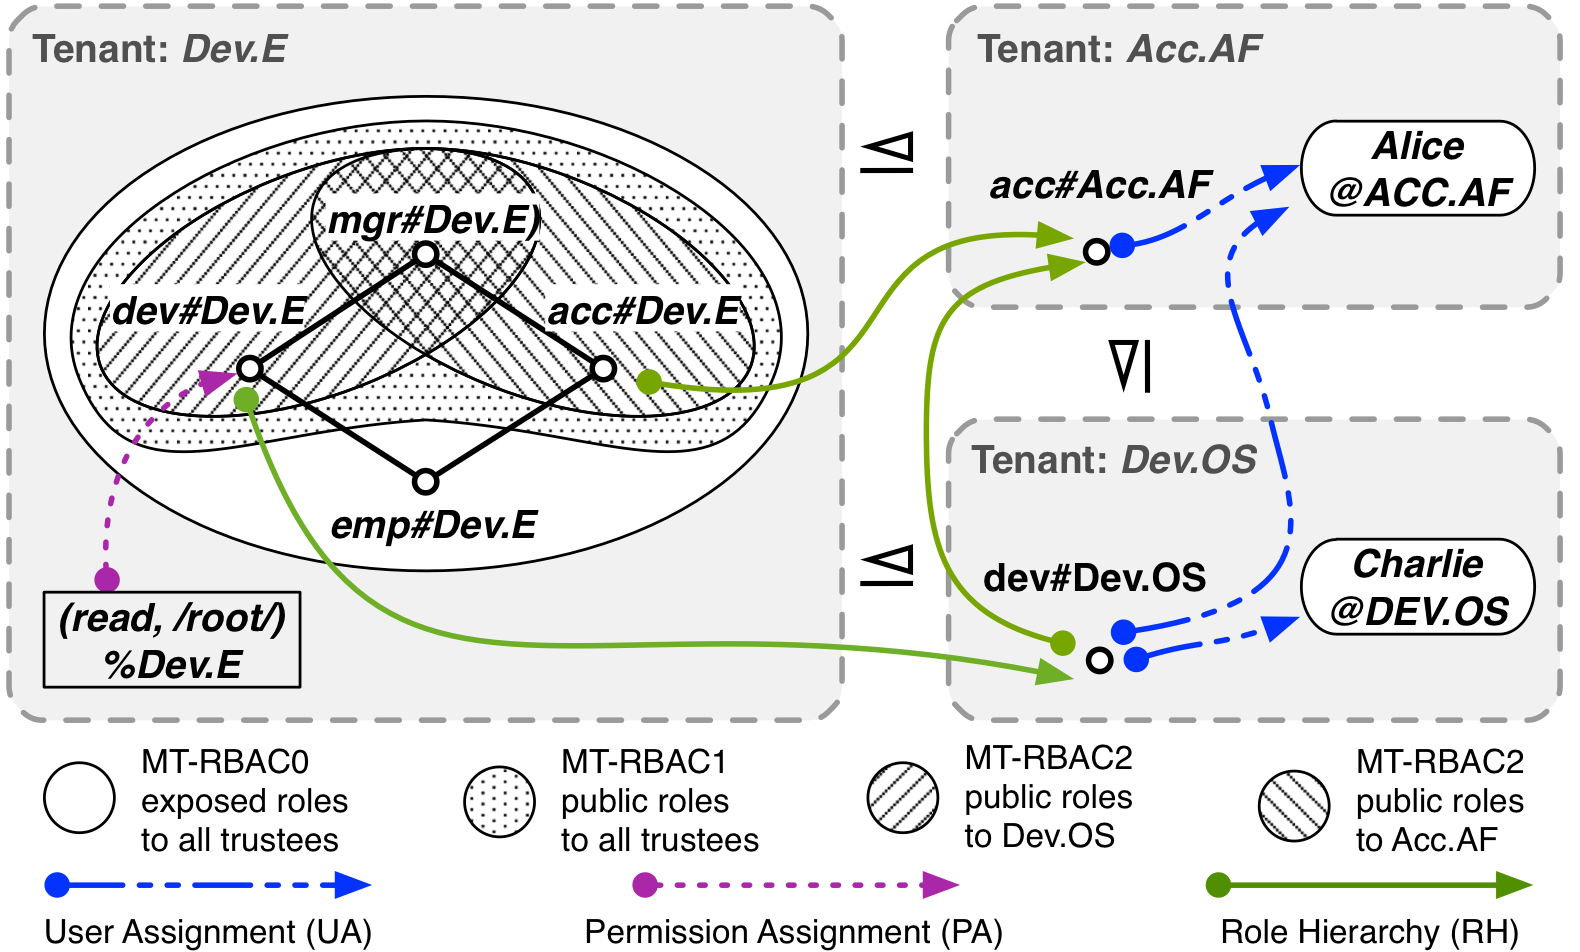 Tenant: Dev.E
mgr#Dev.E)
dev#Dev.E
acc#Dev.E
emp#Dev.E
(read, /root/)
%Dev.E
⊴
Tenant: Acc.AF
acc#Acc.AF
Alice
@ACC.AF
⊴
Tenant: Dev.OS
⊴
dev#Dev.OS
Charlie
@DEV.OS
MT-RBAC0
exposed roles
to all trustees
MT-RBAC1
public roles
to all trustees
MT-RBAC2
public roles
to Dev.OS
MT-RBAC2
public roles
to Acc.AF
User Assignment (UA)
Permission Assignment (PA)
Role Hierarchy (RH)